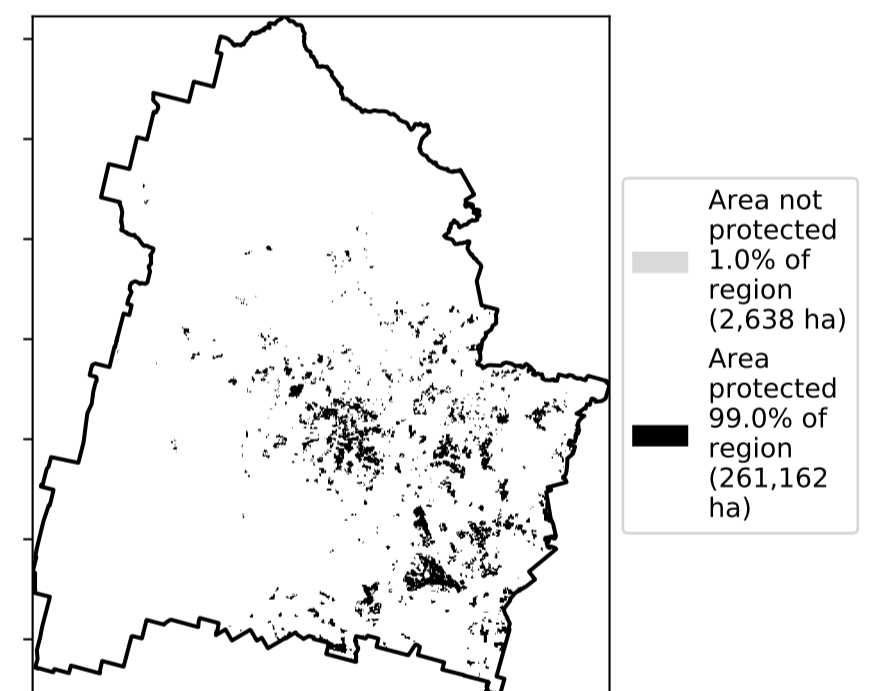 Area not
protected
1.0% of
region
(2,638 ha)
Area
protected
99.0% of
region
(261,162
ha)